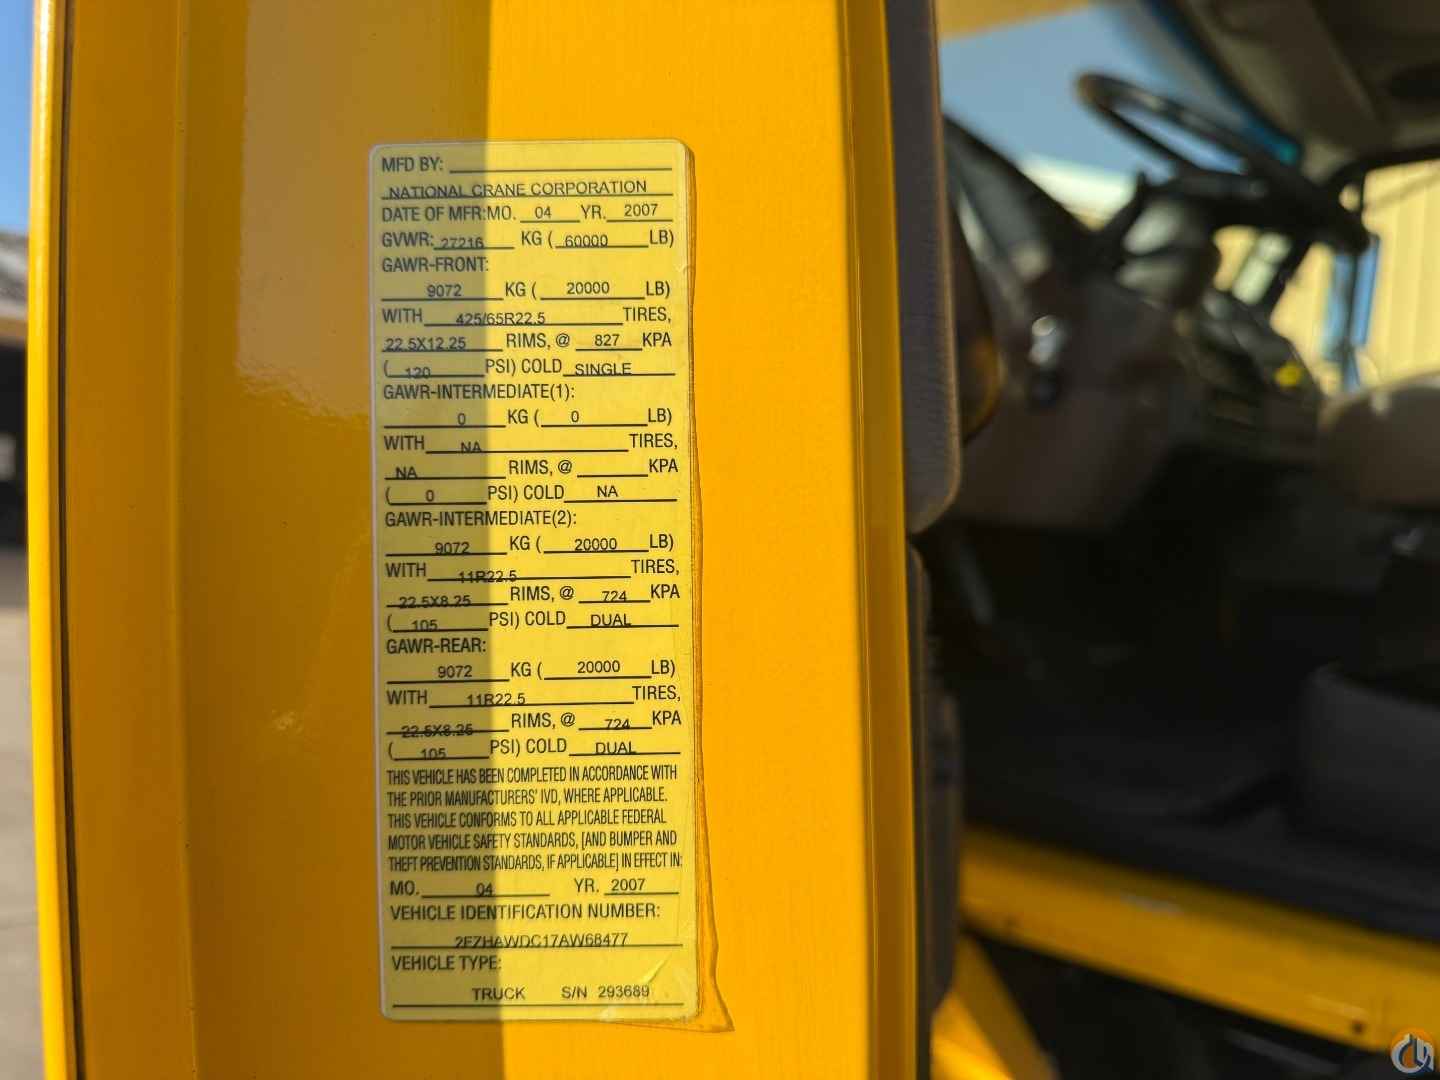 MFD BY:
NATIONAL CRANE CORPORATION
DATE OF MFR: MO. 04 YR. 2007
GVWR: 27216 KG ( 60000 LB)
GAWR-FRONT:
9072 KG ( 20000 LB)
WITH 425/65R22.5 TIRES,
22.5X12.25 RIMS, @ 827 KPA
( 120 PSI) COLD SINGLE
GAWR-INTERMEDIATE(1):
0 KG ( 0 LB)
WITH NA TIRES,
NA RIMS, @ KPA
( 0 PSI) COLD NA
GAWR-INTERMEDIATE(2):
9072 KG ( 20000 LB)
WITH 11R22.5 TIRES,
22.5X8.25 RIMS, @ 724 KPA
( 105 PSI) COLD DUAL
GAWR-REAR:
9072 KG ( 20000 LB)
WITH 11R22.5 TIRES,
22.5X8.25 RIMS, @ 724 KPA
( 105 PSI) COLD DUAL
THIS VEHICLE HAS BEEN COMPLETED IN ACCORDANCE WITH
THE PRIOR MANUFACTURERS' IVD, WHERE APPLICABLE.
THIS VEHICLE CONFORMS TO ALL APPLICABLE FEDERAL
MOTOR VEHICLE SAFETY STANDARDS, [AND BUMPER AND
THEFT PREVENTION STANDARDS, IF APPLICABLE] IN EFFECT IN:
MO. 04 YR. 2007
VEHICLE IDENTIFICATION NUMBER:
2FZHAWDC17AW68477
VEHICLE TYPE:
TRUCK S/N 293689